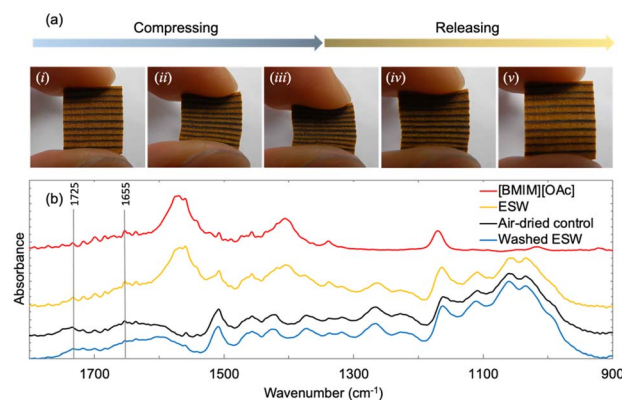 (a)
Compressing
Releasing
(i)
(ii)
(iii)
(iv)
(v)
(b)
1725
1655
[BMIM][OAc]
ESW
Air-dried control
Washed ESW
Absorbance
1700
1500
1300
1100
900
Wavenumber (cm⁻¹)